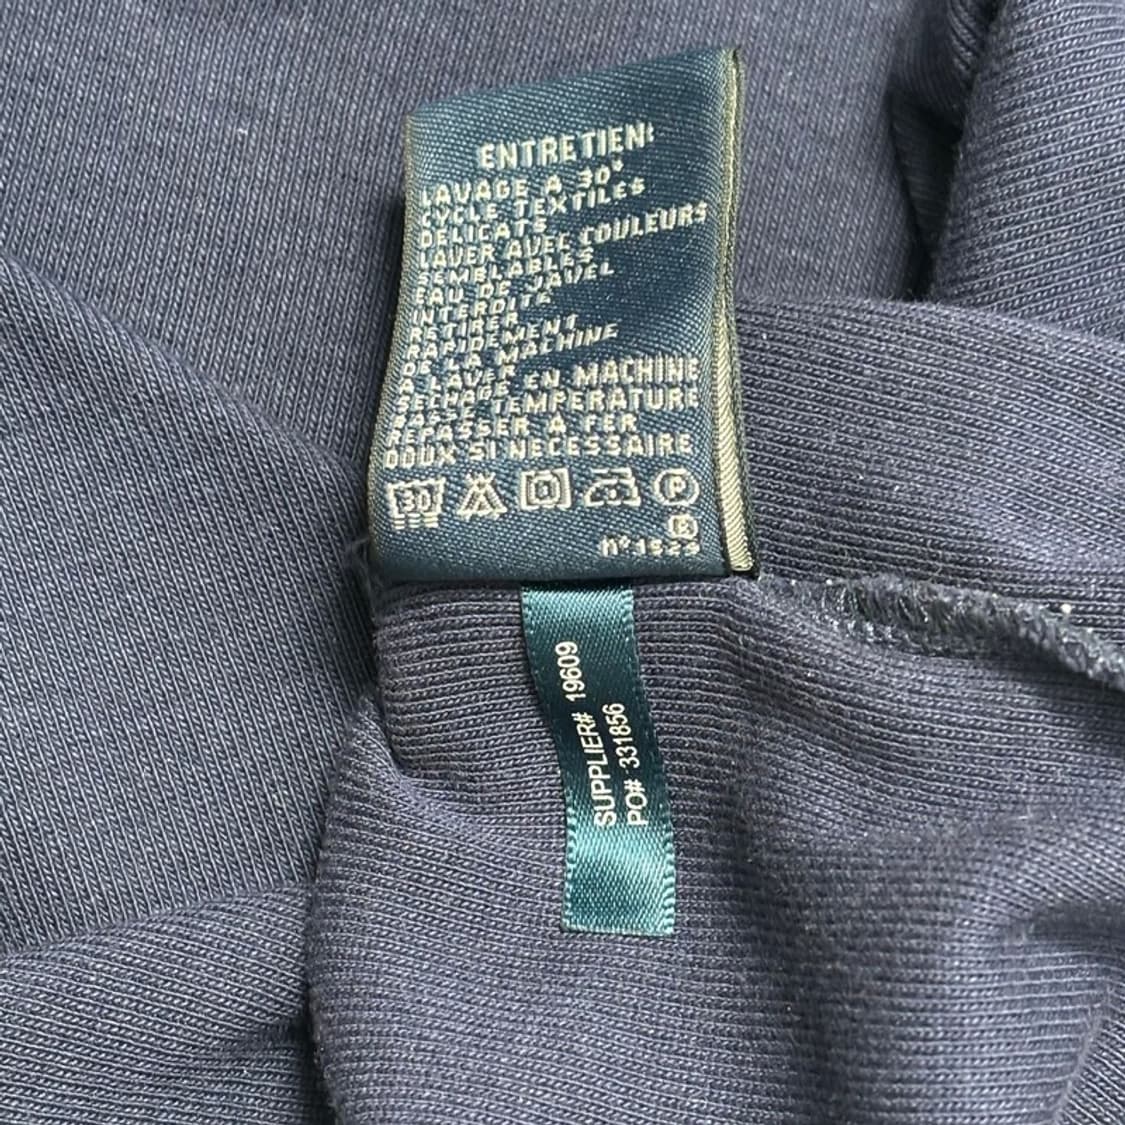 ENTRETIEN:
LAVAGE A 30°
CYCLE TEXTILES
DELICATS
LAVER AVEC COULEURS
SEMBLABLES
EAU DE JAVEL
INTERDITE
RETIRER
RAPIDEMENT
DE LA MACHINE
A LAVER
SECHAGE EN MACHINE
BASSE TEMPERATURE
REPASSER A FER
DOUX SI NECESSAIRE
30
P
SUPPLIER# 19609
PO# 331856